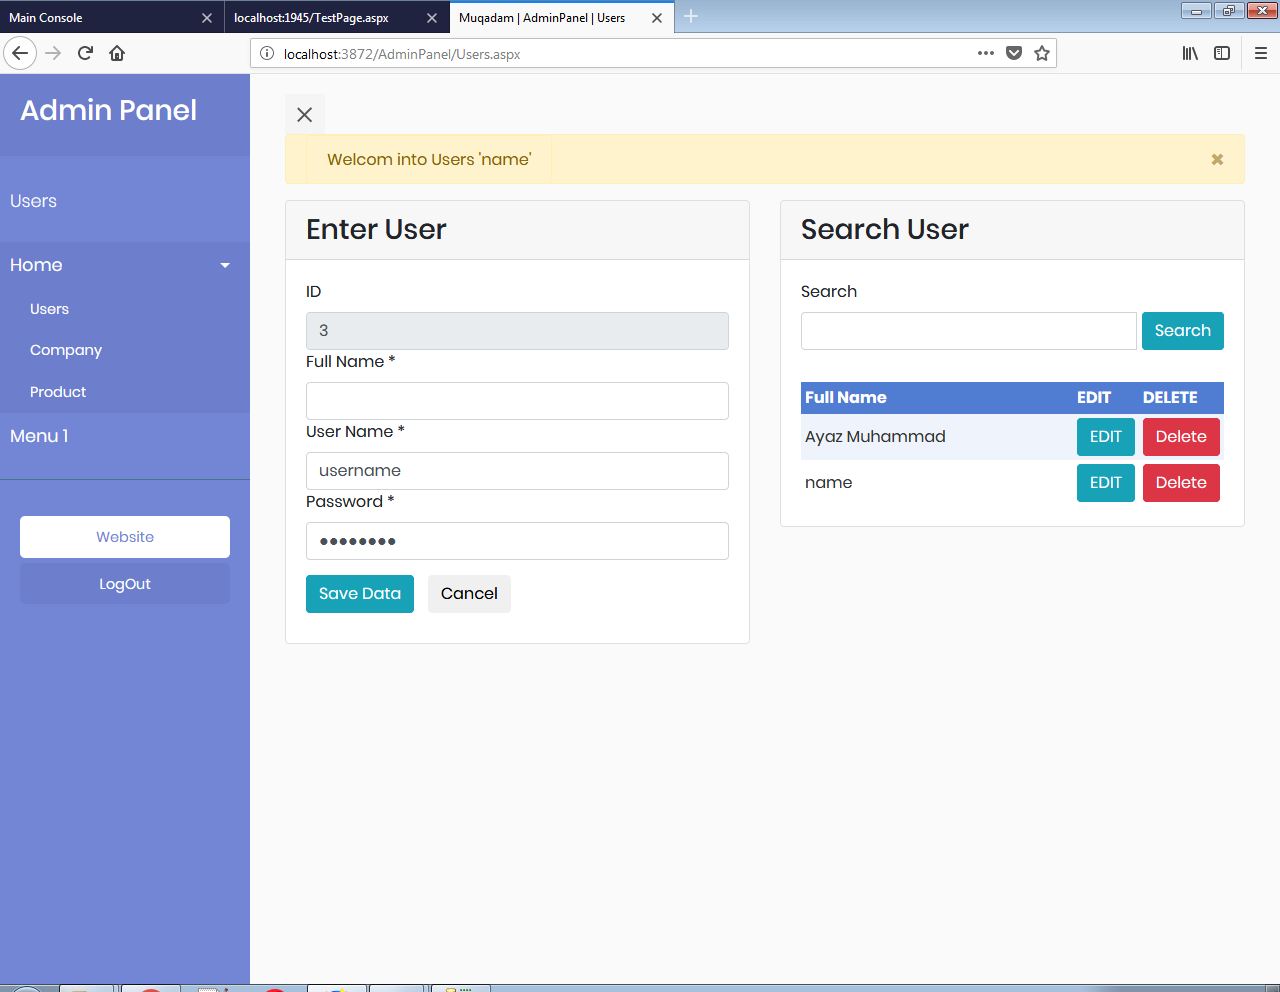 Main Console
localhost:1945/TestPage.aspx
Muqadam | AdminPanel | Users
localhost:3872/AdminPanel/Users.aspx
Admin Panel
Users
Home
Users
Company
Product
Menu 1
Website
LogOut
Welcom into Users 'name'
Enter User
ID
3
Full Name *
User Name *
username
Password *
Save Data Cancel
Search User
Search
Search
Full Name EDIT DELETE
Ayaz Muhammad EDIT Delete
name EDIT Delete